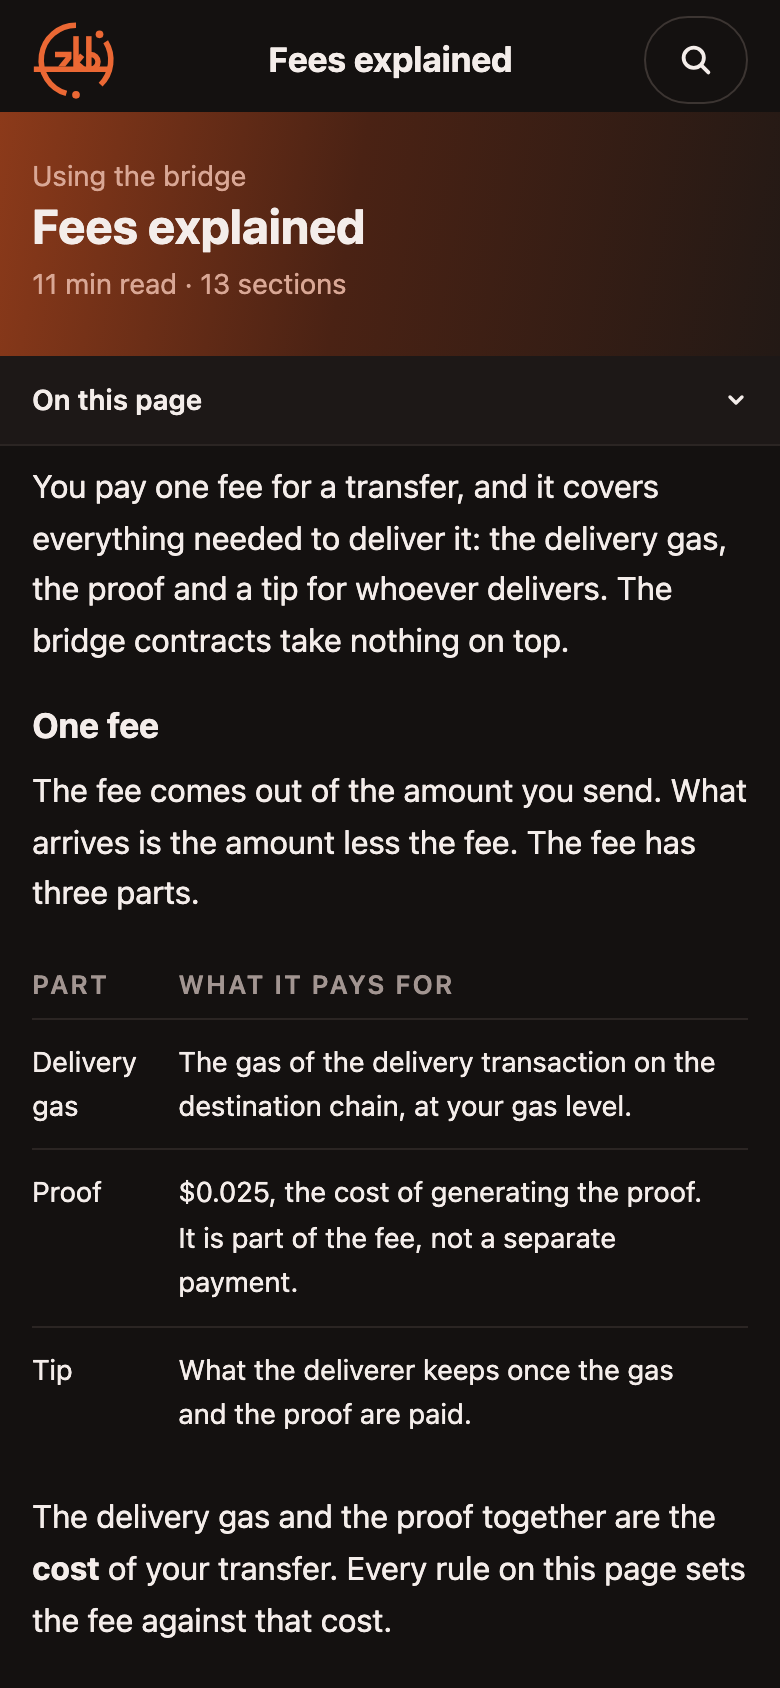 zkb
Fees explained
Using the bridge
Fees explained
11 min read · 13 sections
On this page
You pay one fee for a transfer, and it covers
everything needed to deliver it: the delivery gas,
the proof and a tip for whoever delivers. The
bridge contracts take nothing on top.
One fee
The fee comes out of the amount you send. What
arrives is the amount less the fee. The fee has
three parts.
PART WHAT IT PAYS FOR
Delivery gas The gas of the delivery transaction on the
destination chain, at your gas level.
Proof $0.025, the cost of generating the proof.
It is part of the fee, not a separate
payment.
Tip What the deliverer keeps once the gas
and the proof are paid.
The delivery gas and the proof together are the
cost of your transfer. Every rule on this page sets
the fee against that cost.